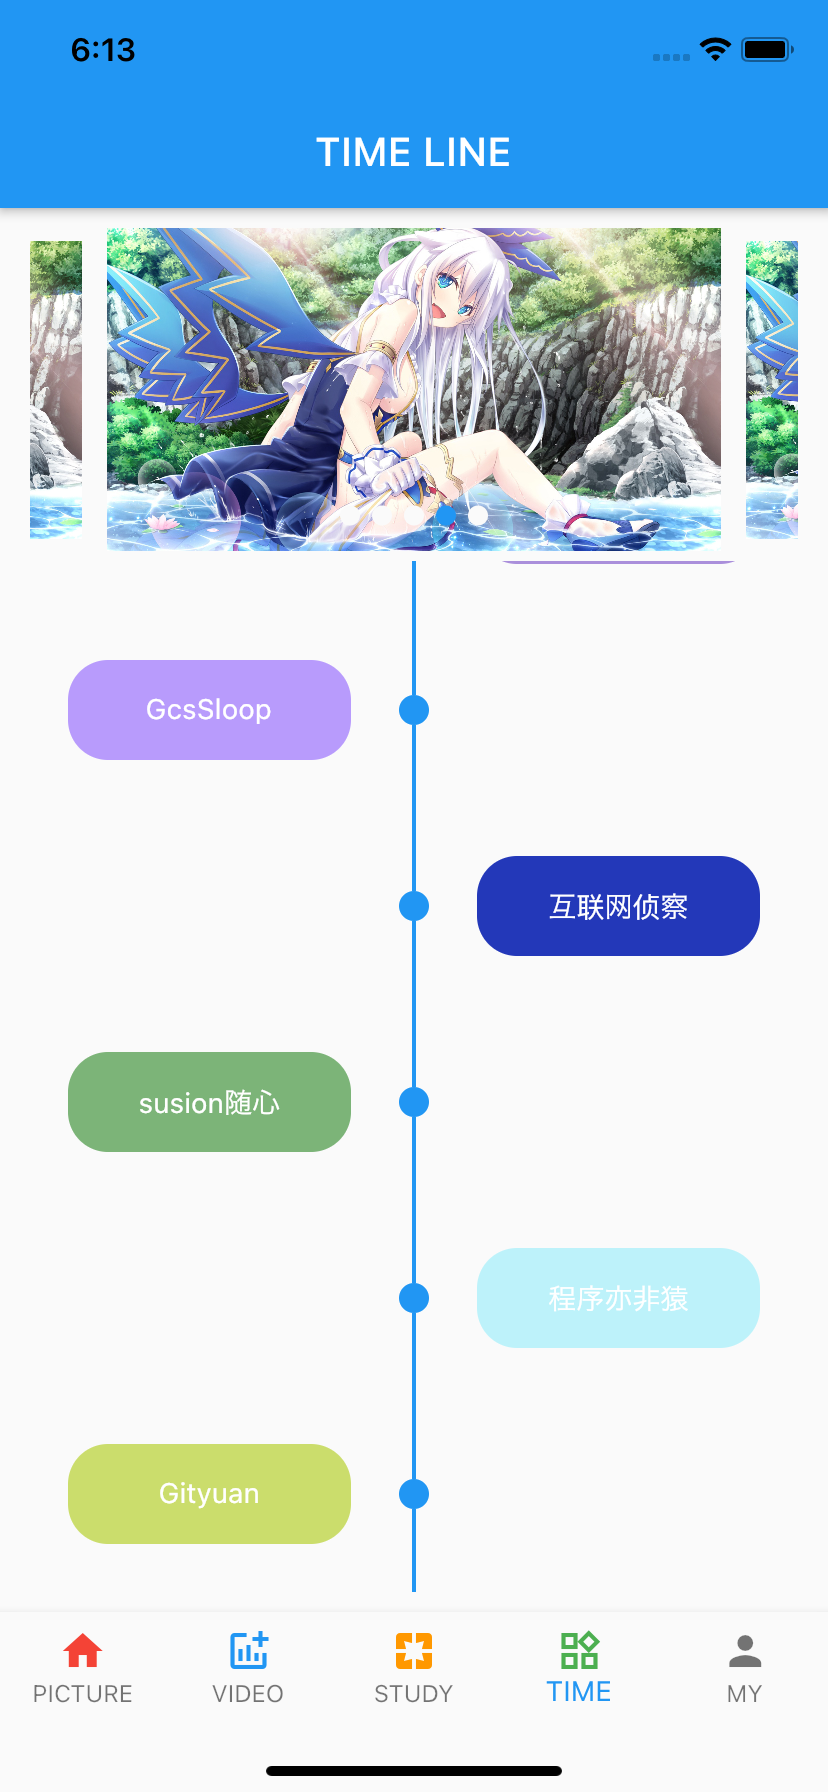 6:13
TIME LINE
GcsSloop
互联网侦察
susion随心
程序亦非猿
Gityuan
PICTURE
VIDEO
STUDY
TIME
MY